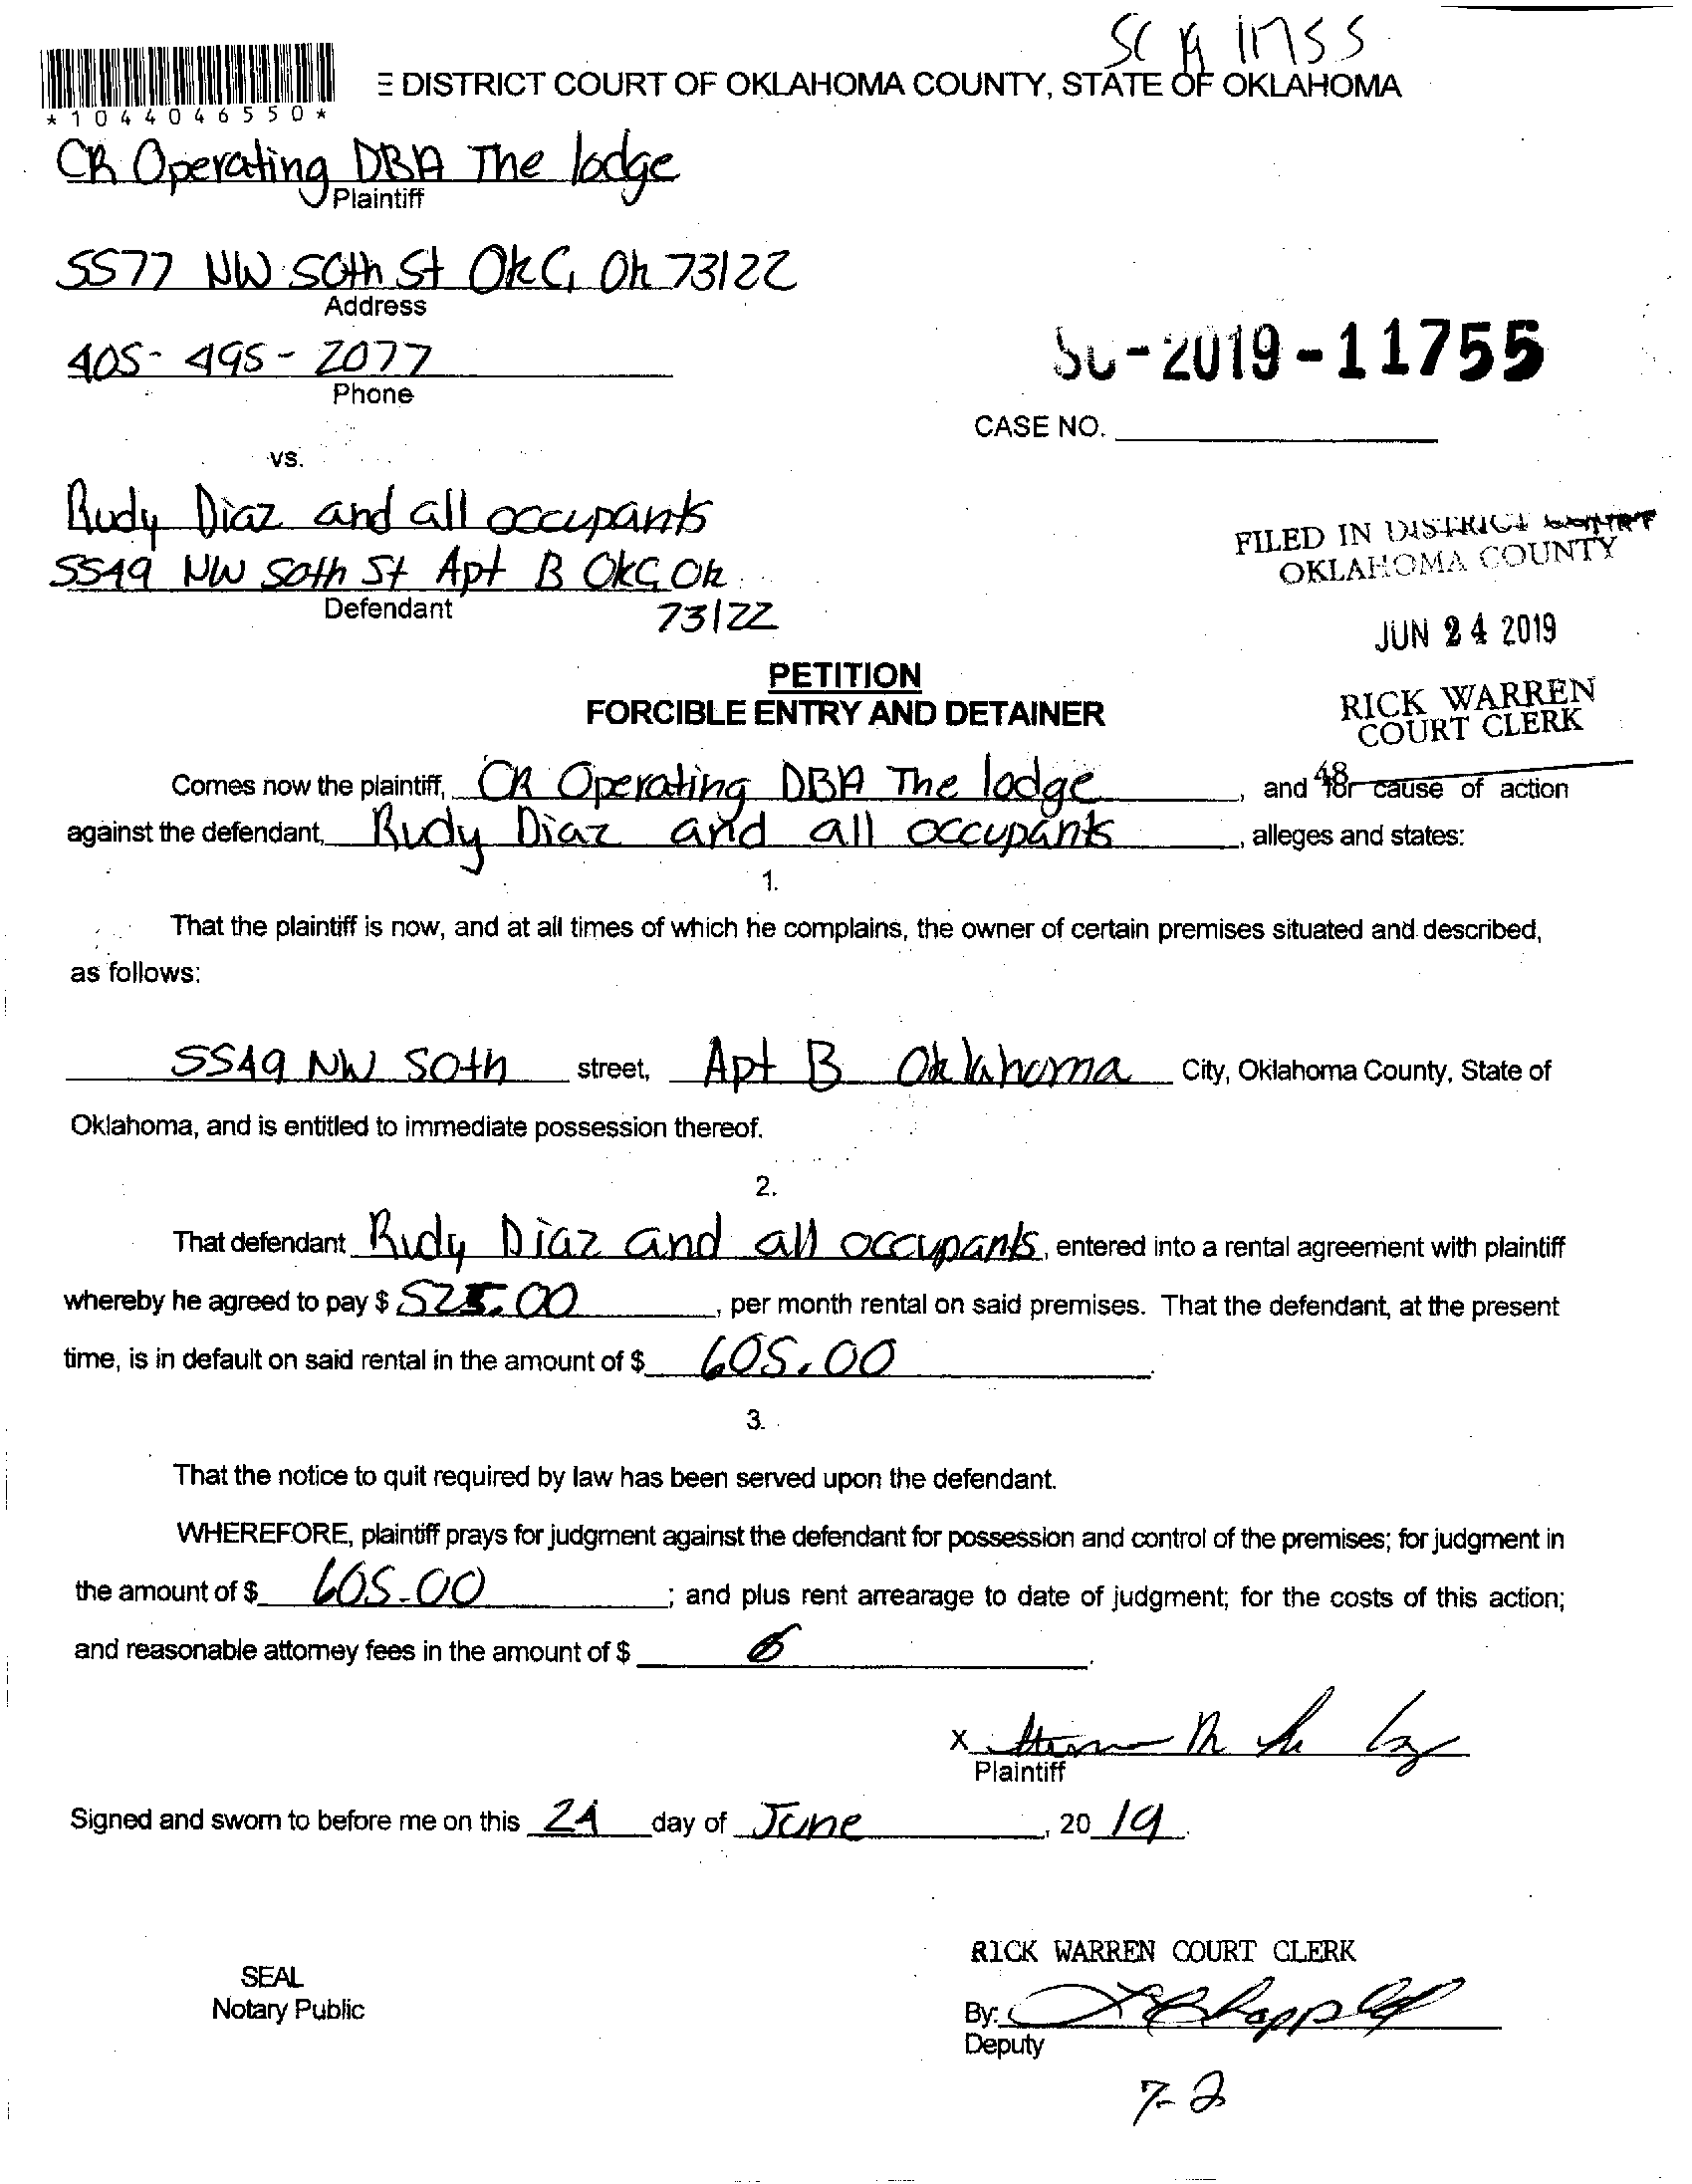 SC 19 11755
E DISTRICT COURT OF OKLAHOMA COUNTY, STATE OF OKLAHOMA
*1044046550*
CR Operating DBA The lodge
Plaintiff
5577 NW 50th St OKC, Ok 73122
Address
405-495-2077
Phone
SC-2019-11755
CASE NO.
vs.
Rudy Diaz and all occupants
5549 NW 50th St Apt B OKC Ok
Defendant 73122
FILED IN DISTRICT COURT
OKLAHOMA COUNTY
JUN 24 2019
RICK WARREN
COURT CLERK
48
PETITION
FORCIBLE ENTRY AND DETAINER
Comes now the plaintiff, CR Operating DBA The lodge, and for cause of action
against the defendant, Rudy Diaz and all occupants, alleges and states:
1.
That the plaintiff is now, and at all times of which he complains, the owner of certain premises situated and described,
as follows:
5549 NW 50th street, Apt B Oklahoma City, Oklahoma County, State of
Oklahoma, and is entitled to immediate possession thereof.
2.
That defendant Rudy Diaz and all occupants, entered into a rental agreement with plaintiff
whereby he agreed to pay $ 525.00, per month rental on said premises. That the defendant, at the present
time, is in default on said rental in the amount of $ 605.00.
3.
That the notice to quit required by law has been served upon the defendant.
WHEREFORE, plaintiff prays for judgment against the defendant for possession and control of the premises; for judgment in
the amount of $ 605.00; and plus rent arrearage to date of judgment; for the costs of this action;
and reasonable attorney fees in the amount of $
X
Plaintiff
Signed and sworn to before me on this 24 day of June, 20 19.
RICK WARREN COURT CLERK
SEAL
Notary Public
By:
Deputy
7-2